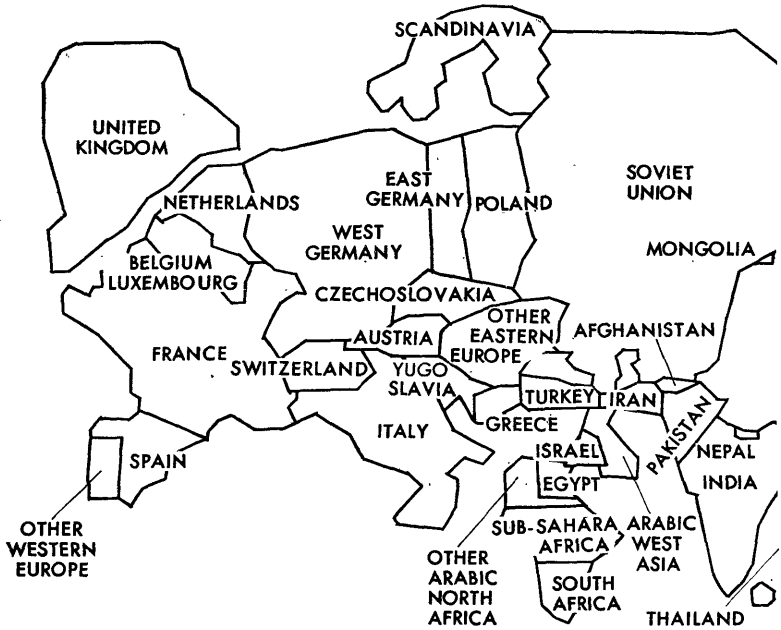 SCANDINAVIA
UNITED
KINGDOM
SOVIET
UNION
EAST
GERMANY
POLAND
NETHERLANDS
WEST
GERMANY
MONGOLIA
BELGIUM
LUXEMBOURG
CZECHOSLOVAKIA
OTHER
EASTERN
EUROPE
AFGHANISTAN
AUSTRIA
FRANCE
SWITZERLAND
YUGO
SLAVIA
TURKEY
IRAN
PAKISTAN
GREECE
ITALY
SPAIN
ISRAEL
NEPAL
EGYPT
INDIA
OTHER
WESTERN
EUROPE
SUB-SAHARA
AFRICA
ARABIC
WEST
ASIA
OTHER
ARABIC
NORTH
AFRICA
SOUTH
AFRICA
THAILAND